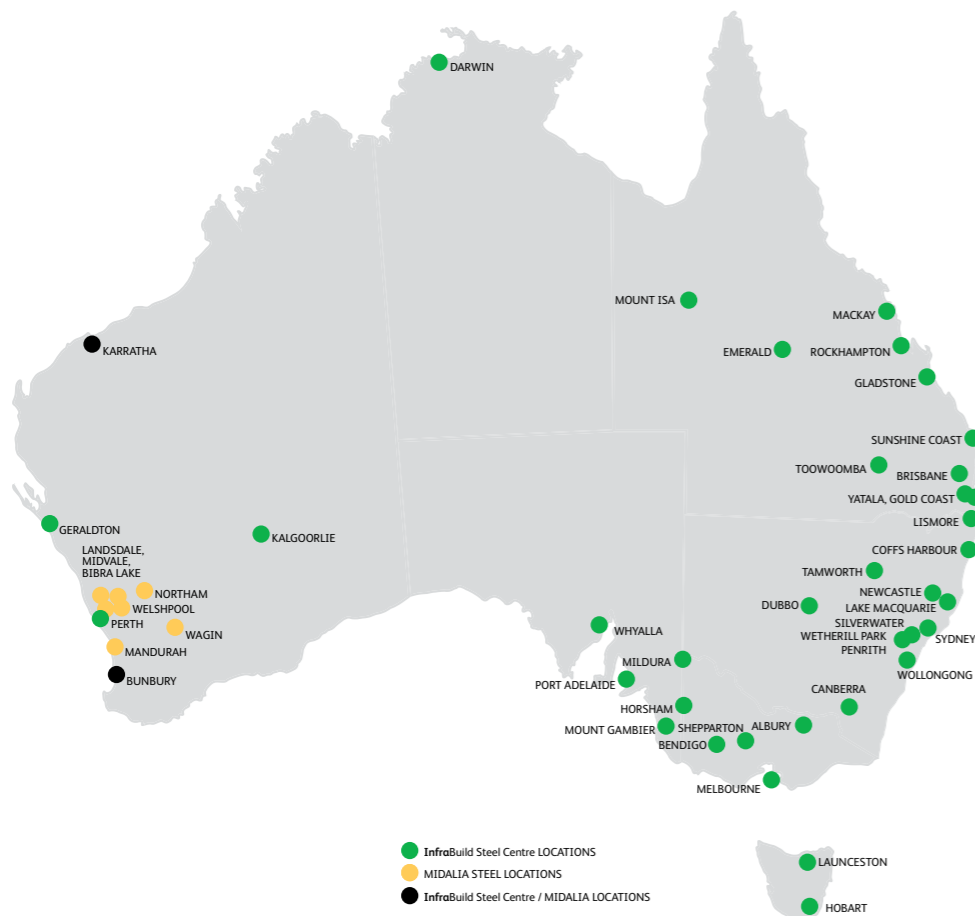 DARWIN
MOUNT ISA
MACKAY
KARRATHA
EMERALD
ROCKHAMPTON
GLADSTONE
SUNSHINE COAST
TOOWOOMBA
BRISBANE
YATALA, GOLD COAST
GERALDTON
LISMORE
KALGOORLIE
LANDSDALE,
MIDVALE,
BIBRA LAKE
COFFS HARBOUR
TAMWORTH
NORTHAM
NEWCASTLE
WELSHPOOL
DUBBO
LAKE MACQUARIE
PERTH
SILVERWATER
WAGIN
WHYALLA
WETHERILL PARK
SYDNEY
MANDURAH
PENRITH
MILDURA
WOLLONGONG
BUNBURY
PORT ADELAIDE
CANBERRA
HORSHAM
MOUNT GAMBIER
SHEPPARTON
ALBURY
BENDIGO
MELBOURNE
InfraBuild Steel Centre LOCATIONS
MIDALIA STEEL LOCATIONS
InfraBuild Steel Centre / MIDALIA LOCATIONS
LAUNCESTON
HOBART